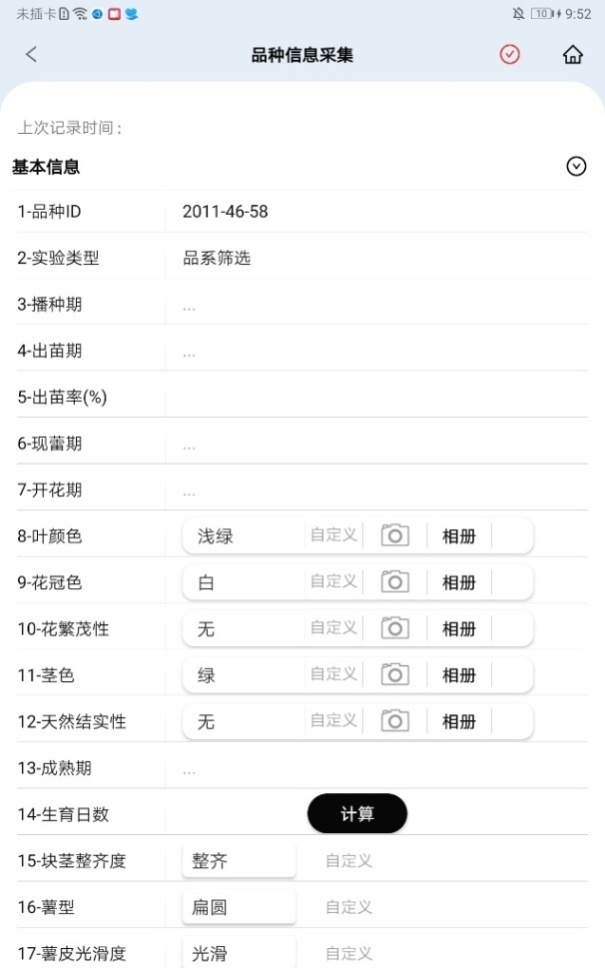 未插卡 10 9:52
品种信息采集
上次记录时间：
基本信息
1-品种ID 2011-46-58
2-实验类型 品系筛选
3-播种期 ...
4-出苗期 ...
5-出苗率(%)
6-现蕾期 ...
7-开花期 ...
8-叶颜色 浅绿 自定义 相册
9-花冠色 白 自定义 相册
10-花繁茂性 无 自定义 相册
11-茎色 绿 自定义 相册
12-天然结实性 无 自定义 相册
13-成熟期 ...
14-生育日数 计算
15-块茎整齐度 整齐 自定义
16-薯型 扁圆 自定义
17-薯皮光滑度 光滑 自定义